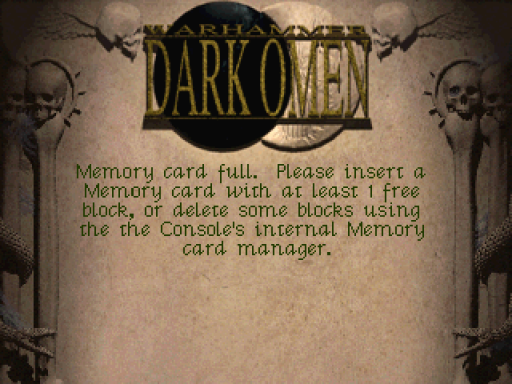 WARHAMMER
DARK OMEN
Memory card full. Please insert a
Memory card with at least 1 free
block, or delete some blocks using
the the Console's internal Memory
card manager.